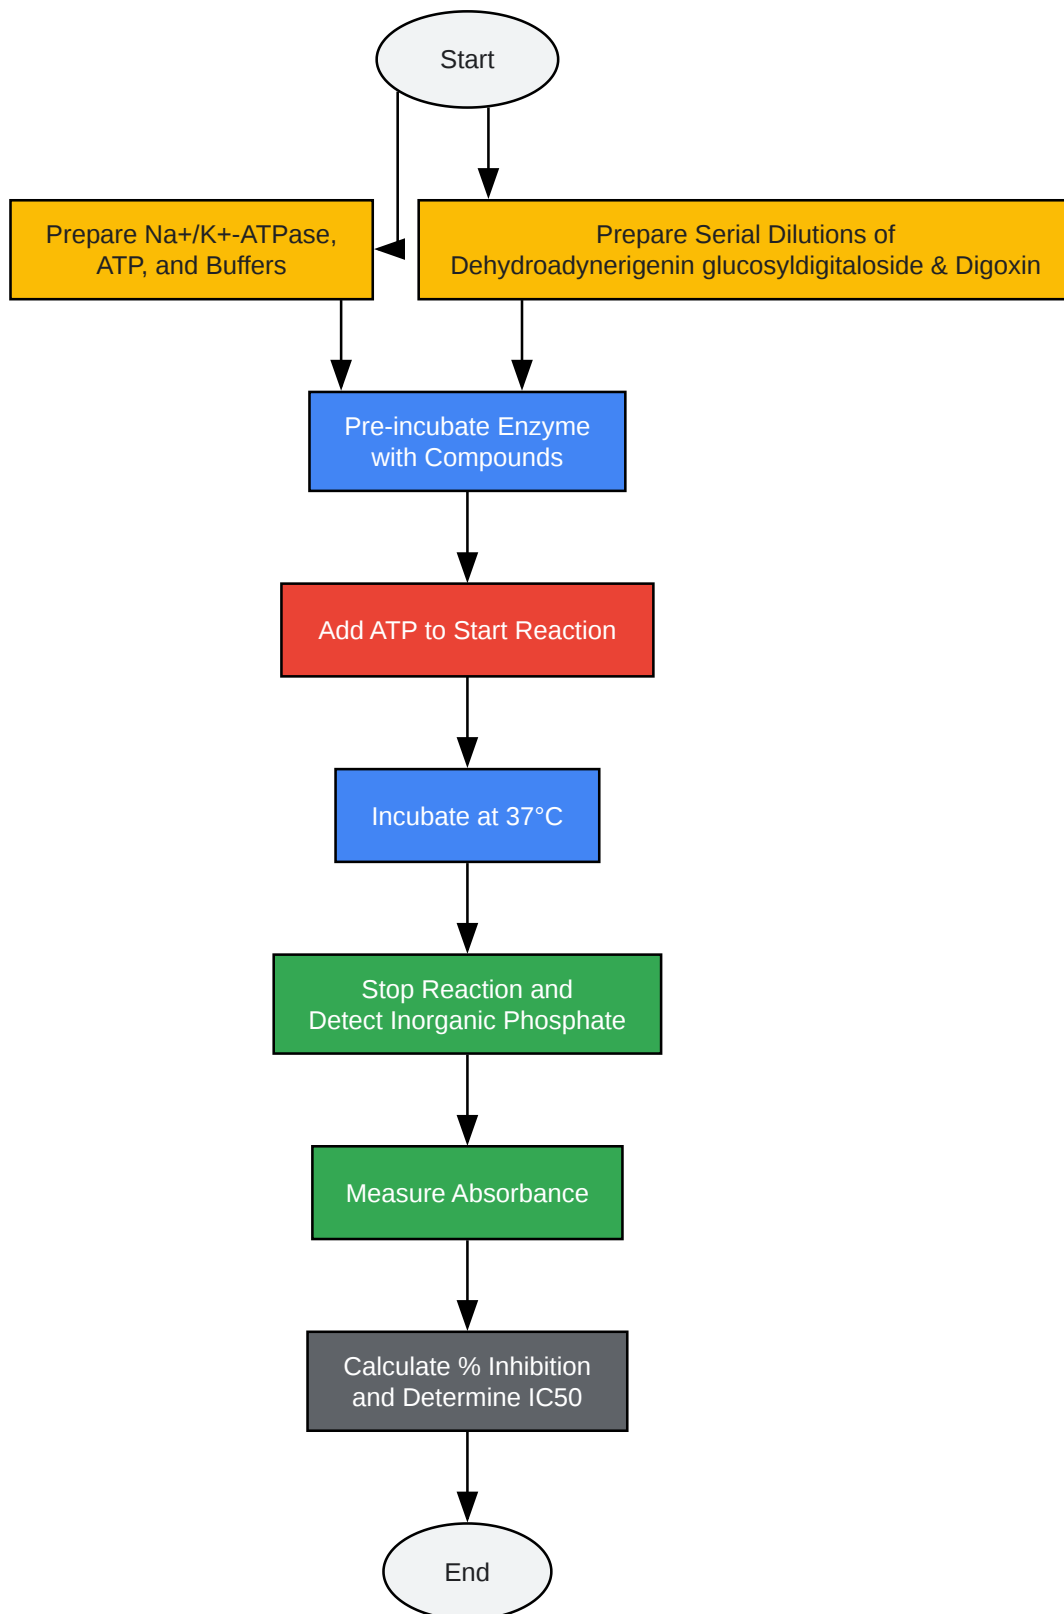 Start
Prepare Na+/K+-ATPase,
ATP, and Buffers
Prepare Serial Dilutions of
Dehydroadynerigenin glucosyldigitaloside & Digoxin
Pre-incubate Enzyme
with Compounds
Add ATP to Start Reaction
Incubate at 37°C
Stop Reaction and
Detect Inorganic Phosphate
Measure Absorbance
Calculate % Inhibition
and Determine IC50
End